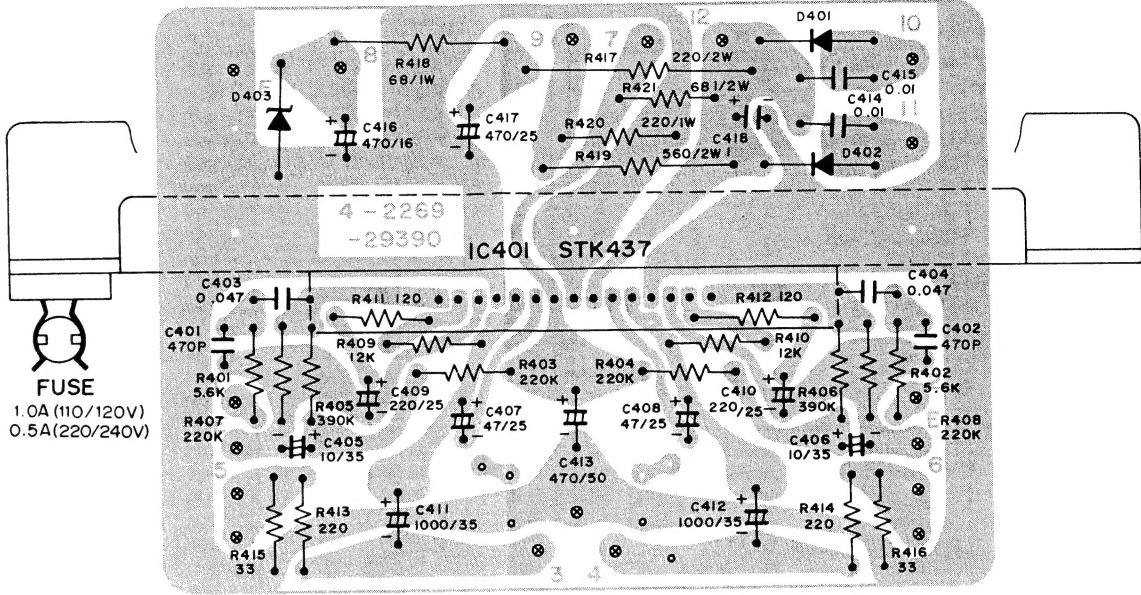 8
R418
68/1W
9
7
12
D401
10
R417
220/2W
C415
0.01
E
D403
R421
681/2W
C414
0.01
11
C416
470/16
C417
470/25
R420
220/1W
C418
1
R419
560/2W
D402
4-2269
-29390
IC401 STK437
C403
0.047
C404
0.047
R411 120
R412 120
C401
470P
R409
12K
R410
12K
C402
470P
R401
5.6K
C409
220/25
R403
220K
R404
220K
C410
220/25
R406
390K
R402
5.6K
FUSE
1.0A (110/120V)
0.5A (220/240V)
R407
220K
R405
390K
C407
47/25
C408
47/25
E
R408
220K
5
C405
10/35
C413
470/50
C406
10/35
6
R413
220
C411
1000/35
C412
1000/35
R414
220
R415
33
R416
33
3
4